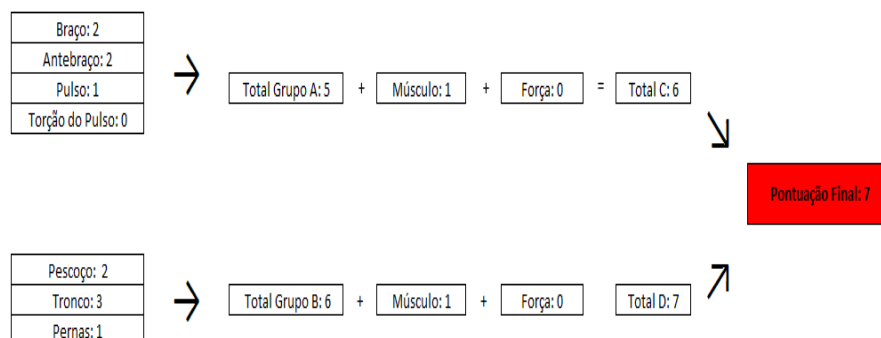 Braço: 2
Antebraço: 2
Pulso: 1
Torção do Pulso: 0
Total Grupo A: 5 + Músculo: 1 + Força: 0 = Total C: 6
Pontuação Final: 7
Pescoço: 2
Tronco: 3
Pernas: 1
Total Grupo B: 6 + Músculo: 1 + Força: 0 Total D: 7